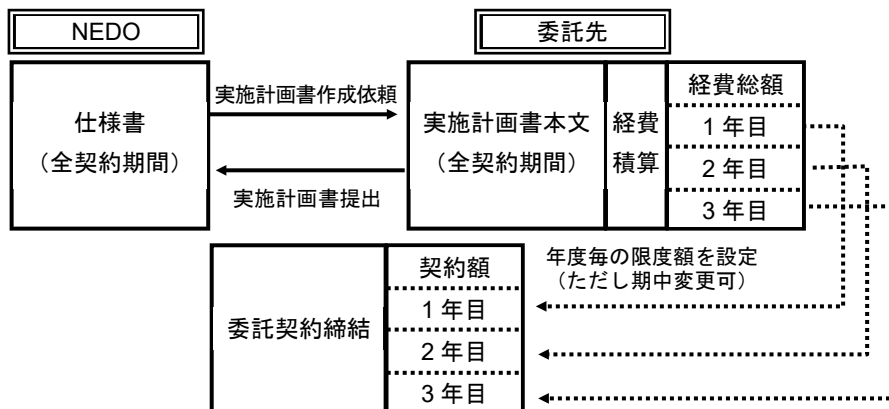 NEDO
委託先
仕様書
（全契約期間）
実施計画書作成依頼
実施計画書提出
実施計画書本文
（全契約期間）
経費
積算
経費総額
1 年目
2 年目
3 年目
年度毎の限度額を設定
（ただし期中変更可）
委託契約締結
契約額
1 年目
2 年目
3 年目